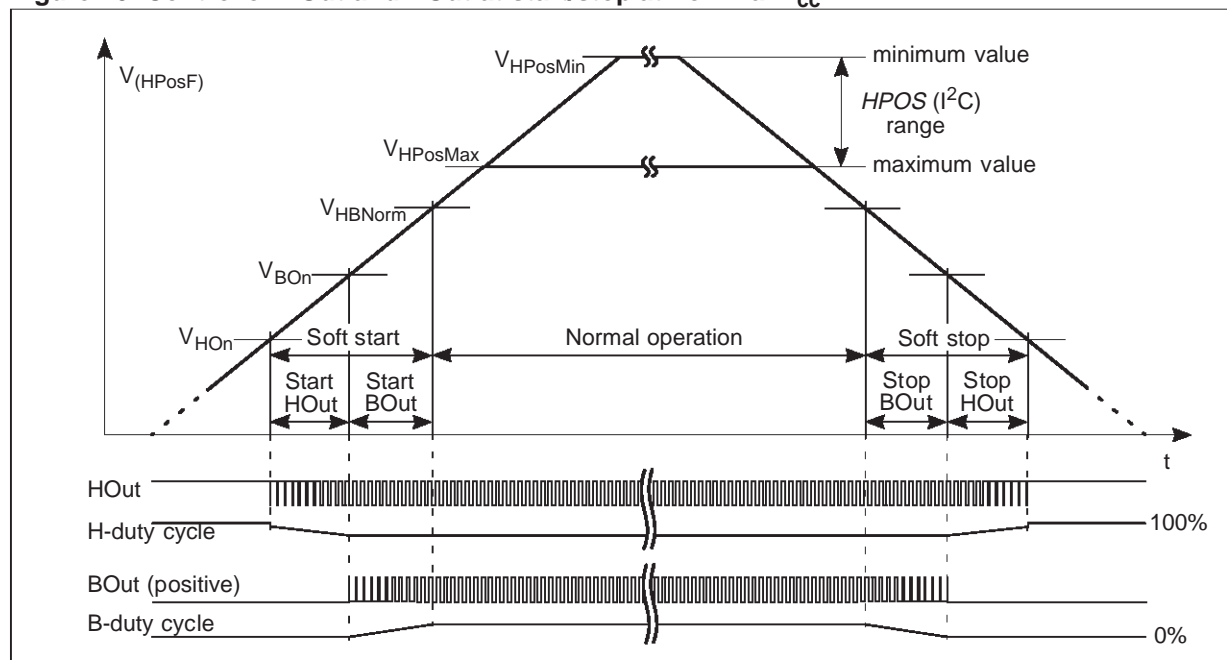 V(HPosF)
VHPosMin
minimum value
HPOS (I2C)
range
VHPosMax
maximum value
VHBNorm
VBOn
VHOn
Soft start
Normal operation
Soft stop
Start
HOut
Start
BOut
Stop
BOut
Stop
HOut
t
HOut
H-duty cycle
100%
BOut (positive)
B-duty cycle
0%